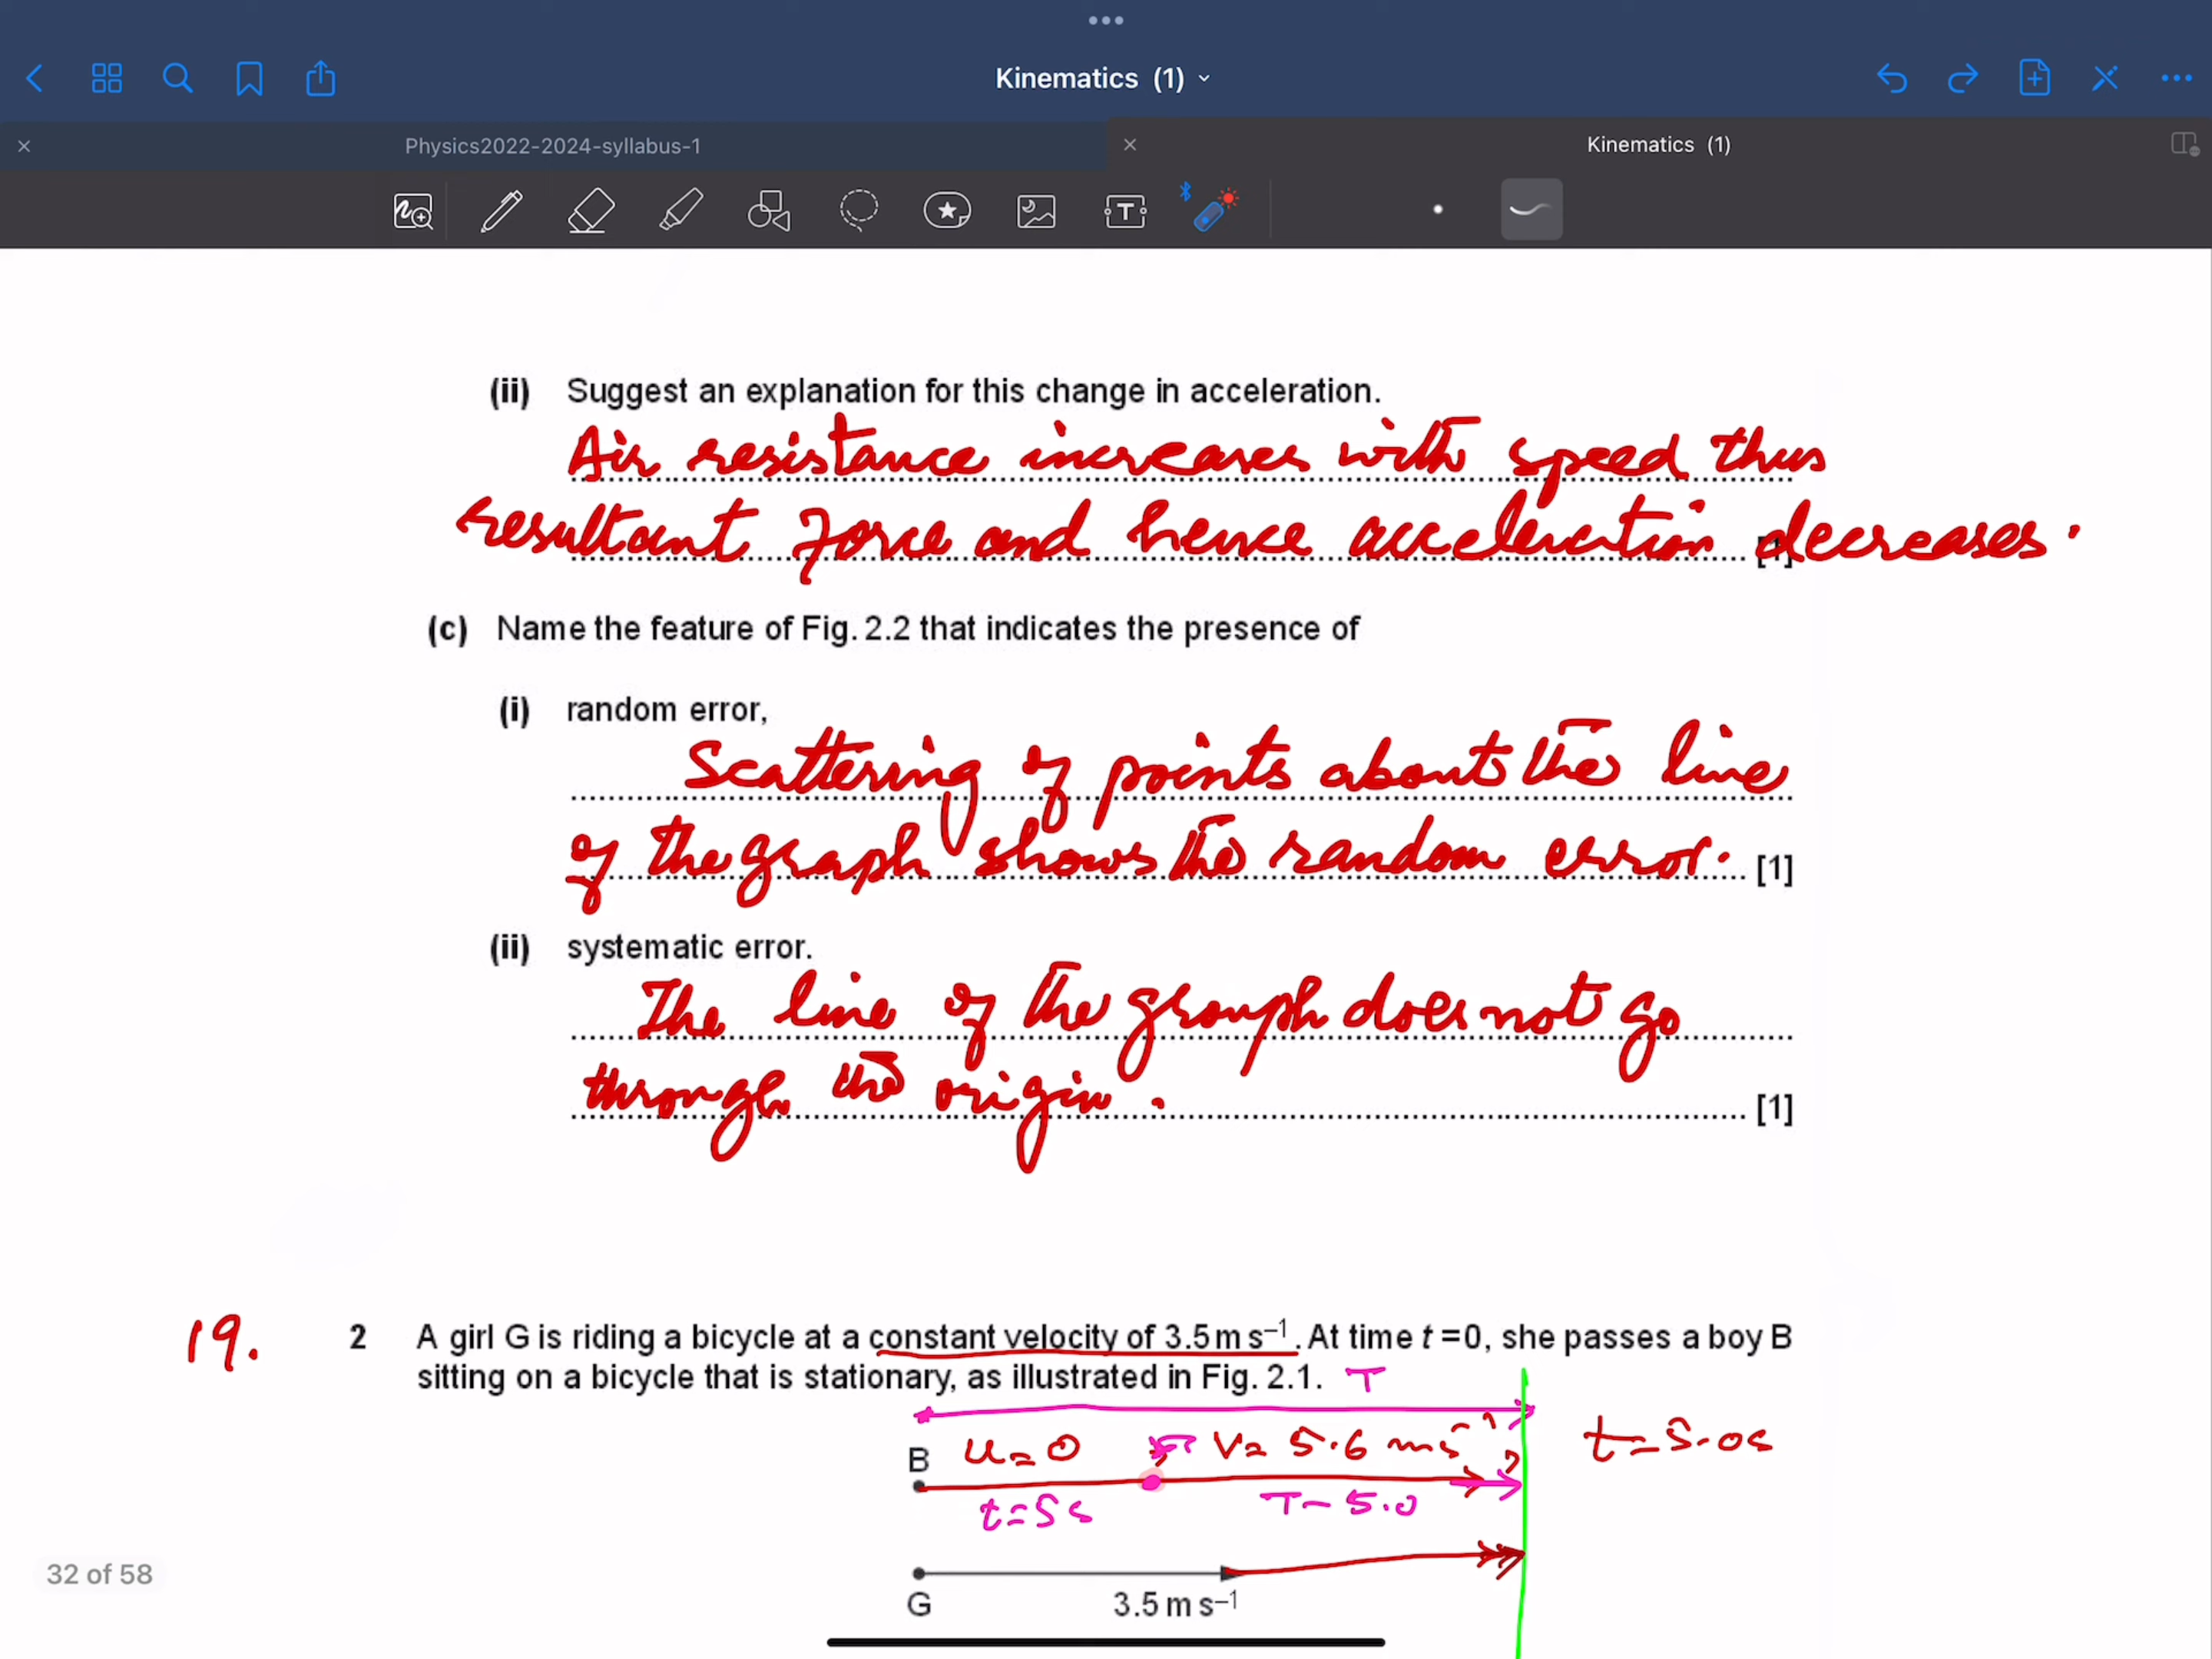 Kinematics (1)
Physics2022-2024-syllabus-1
Kinematics (1)
(ii) Suggest an explanation for this change in acceleration.
Air resistance increases with speed thus
resultant force and hence acceleration decreases.
[1]
(c) Name the feature of Fig. 2.2 that indicates the presence of
(i) random error,
Scattering of points about the line
of the graph shows the random error. [1]
(ii) systematic error.
The line of the graph does not go
through the origin. [1]
19. 2 A girl G is riding a bicycle at a constant velocity of 3.5 m s⁻¹. At time t = 0, she passes a boy B
sitting on a bicycle that is stationary, as illustrated in Fig. 2.1.
T
B u = 0 V = 5.6 ms⁻¹ t = 5.0s
t = 5s T - 5.0
G 3.5 m s⁻¹
32 of 58